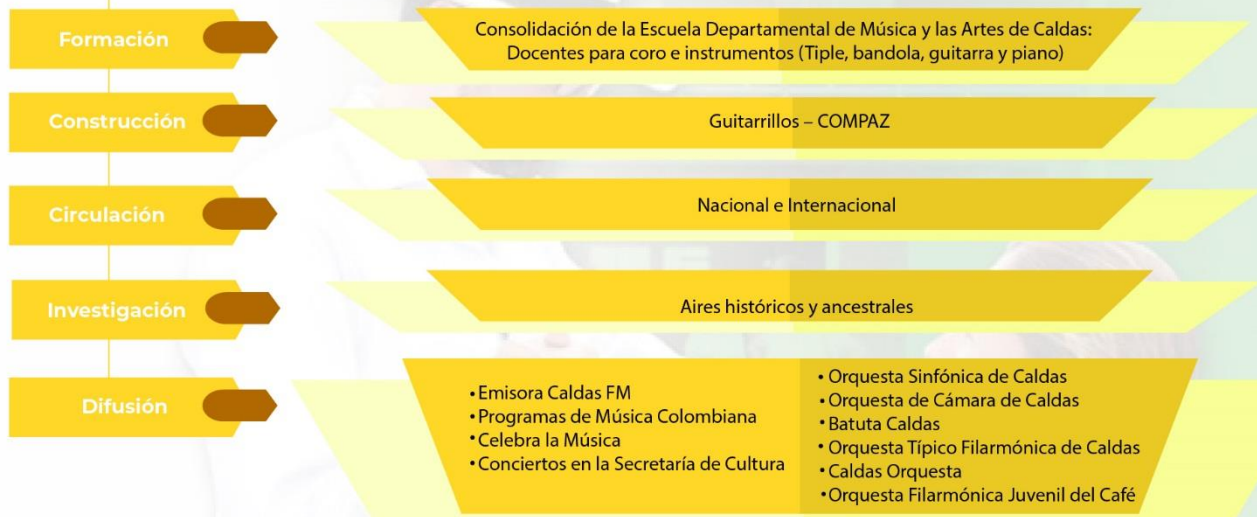 Formación
Consolidación de la Escuela Departamental de Música y las Artes de Caldas:
Docentes para coro e instrumentos (Tiple, bandola, guitarra y piano)
Construcción
Guitarrillos – COMPAZ
Circulación
Nacional e Internacional
Investigación
Aires históricos y ancestrales
Difusión
• Emisora Caldas FM
• Programas de Música Colombiana
• Celebra la Música
• Conciertos en la Secretaría de Cultura
• Orquesta Sinfónica de Caldas
• Orquesta de Cámara de Caldas
• Batuta Caldas
• Orquesta Típico Filarmónica de Caldas
• Caldas Orquesta
• Orquesta Filarmónica Juvenil del Café